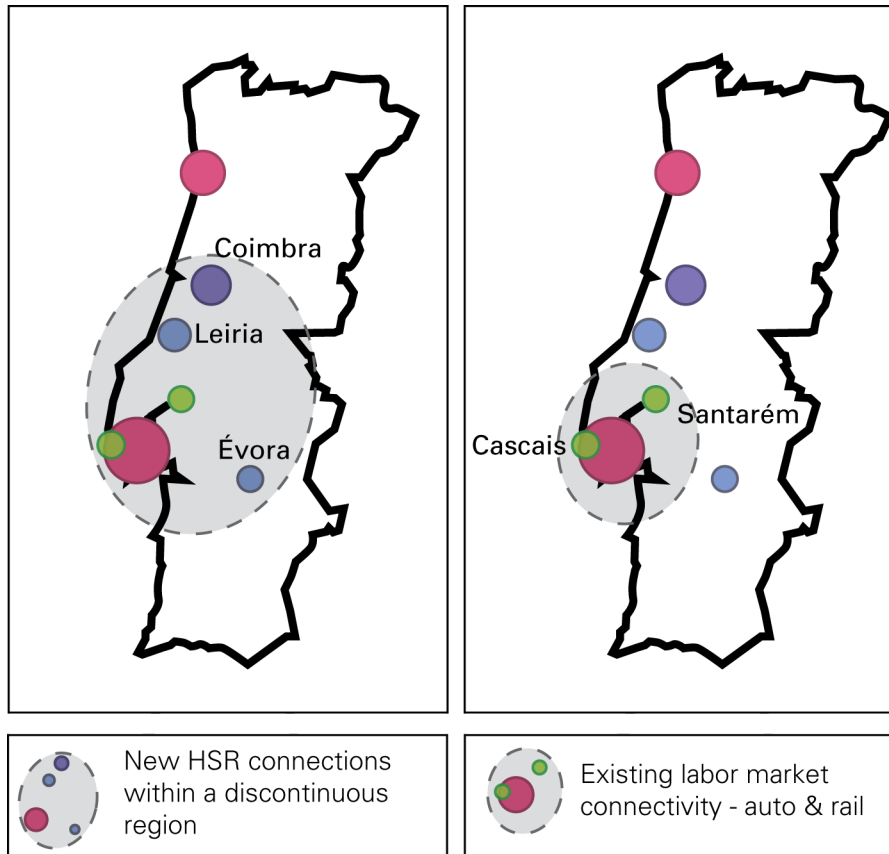 Coimbra
Leiria
Évora
Santarém
Cascais
New HSR connections
within a discontinuous
region
Existing labor market
connectivity - auto & rail